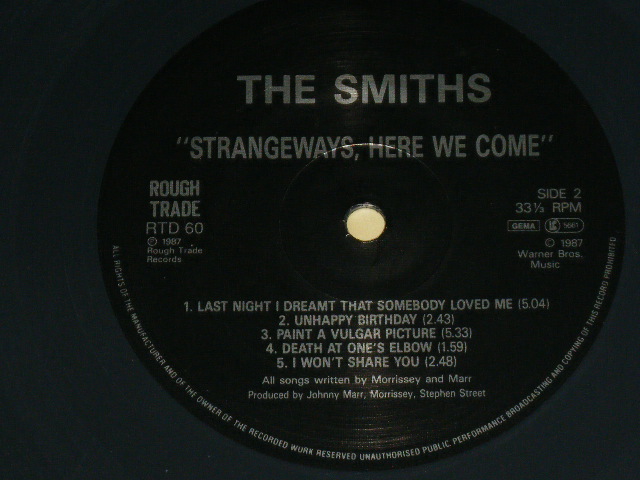 THE SMITHS
"STRANGEWAYS, HERE WE COME"
ROUGH
TRADE
RTD 60
℗ 1987
Rough Trade
Records
SIDE 2
33⅓ RPM
GEMA LC 5661
© 1987
Warner Bros.
Music
1. LAST NIGHT I DREAMT THAT SOMEBODY LOVED ME (5.04)
2. UNHAPPY BIRTHDAY (2.43)
3. PAINT A VULGAR PICTURE (5.33)
4. DEATH AT ONE'S ELBOW (1.59)
5. I WON'T SHARE YOU (2.48)
All songs written by Morrissey and Marr
Produced by Johnny Marr, Morrissey, Stephen Street
ALL RIGHTS OF THE MANUFACTURER AND OF THE OWNER OF THE RECORDED WORK RESERVED UNAUTHORISED PUBLIC PERFORMANCE BROADCASTING AND COPYING OF THIS RECORD PROHIBITED